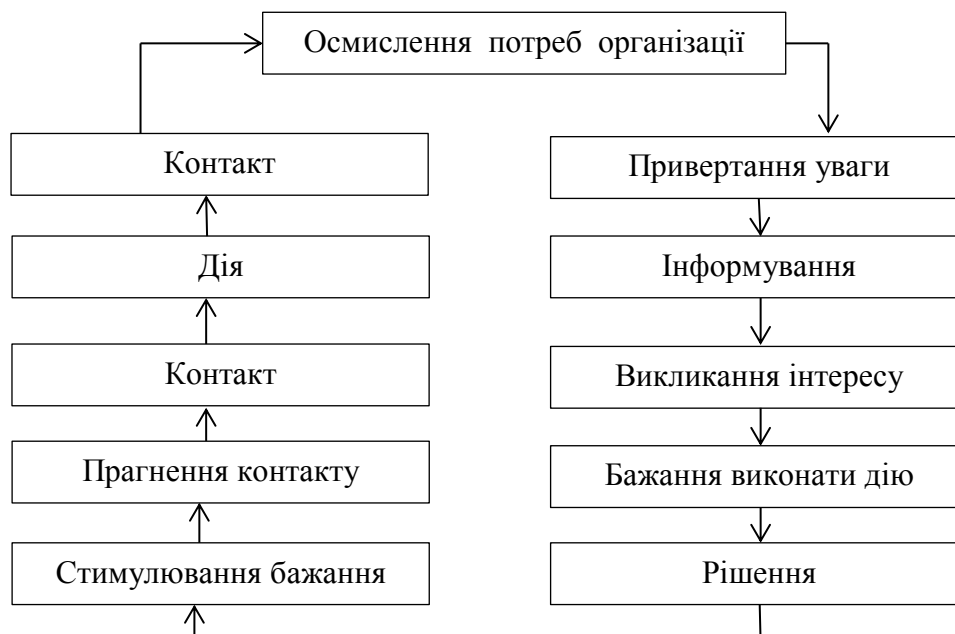 Осмислення потреб організації
Контакт
Привертання уваги
Дія
Інформування
Контакт
Викликання інтересу
Прагнення контакту
Бажання виконати дію
Стимулювання бажання
Рішення